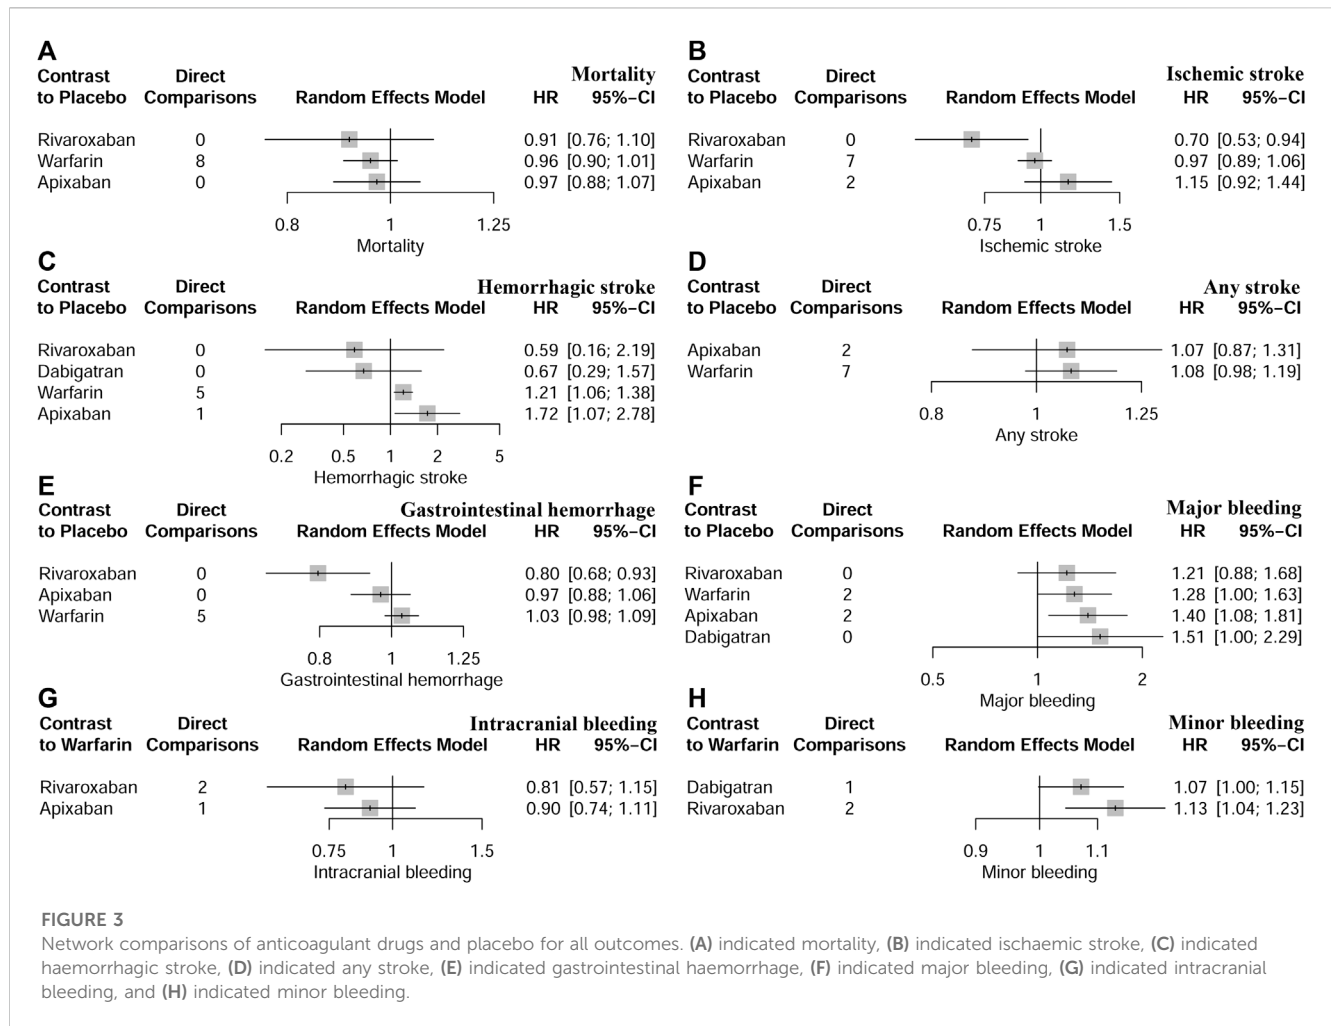 A
Contrast Direct Mortality
to Placebo Comparisons Random Effects Model HR 95%−CI
Rivaroxaban 0 0.91 [0.76; 1.10]
Warfarin 8 0.96 [0.90; 1.01]
Apixaban 0 0.97 [0.88; 1.07]
0.8 1 1.25
Mortality
B
Contrast Direct Ischemic stroke
to Placebo Comparisons Random Effects Model HR 95%−CI
Rivaroxaban 0 0.70 [0.53; 0.94]
Warfarin 7 0.97 [0.89; 1.06]
Apixaban 2 1.15 [0.92; 1.44]
0.75 1 1.5
Ischemic stroke
C
Contrast Direct Hemorrhagic stroke
to Placebo Comparisons Random Effects Model HR 95%−CI
Rivaroxaban 0 0.59 [0.16; 2.19]
Dabigatran 0 0.67 [0.29; 1.57]
Warfarin 5 1.21 [1.06; 1.38]
Apixaban 1 1.72 [1.07; 2.78]
0.2 0.5 1 2 5
Hemorrhagic stroke
D
Contrast Direct Any stroke
to Placebo Comparisons Random Effects Model HR 95%−CI
Apixaban 2 1.07 [0.87; 1.31]
Warfarin 7 1.08 [0.98; 1.19]
0.8 1 1.25
Any stroke
E
Contrast Direct Gastrointestinal hemorrhage
to Placebo Comparisons Random Effects Model HR 95%−CI
Rivaroxaban 0 0.80 [0.68; 0.93]
Apixaban 0 0.97 [0.88; 1.06]
Warfarin 5 1.03 [0.98; 1.09]
0.8 1 1.25
Gastrointestinal hemorrhage
F
Contrast Direct Major bleeding
to Placebo Comparisons Random Effects Model HR 95%−CI
Rivaroxaban 0 1.21 [0.88; 1.68]
Warfarin 2 1.28 [1.00; 1.63]
Apixaban 2 1.40 [1.08; 1.81]
Dabigatran 0 1.51 [1.00; 2.29]
0.5 1 2
Major bleeding
G
Contrast Direct Intracranial bleeding
to Warfarin Comparisons Random Effects Model HR 95%−CI
Rivaroxaban 2 0.81 [0.57; 1.15]
Apixaban 1 0.90 [0.74; 1.11]
0.75 1 1.5
Intracranial bleeding
H
Contrast Direct Minor bleeding
to Warfarin Comparisons Random Effects Model HR 95%−CI
Dabigatran 1 1.07 [1.00; 1.15]
Rivaroxaban 2 1.13 [1.04; 1.23]
0.9 1 1.1
Minor bleeding
FIGURE 3
Network comparisons of anticoagulant drugs and placebo for all outcomes. (A) indicated mortality, (B) indicated ischaemic stroke, (C) indicated
haemorrhagic stroke, (D) indicated any stroke, (E) indicated gastrointestinal haemorrhage, (F) indicated major bleeding, (G) indicated intracranial
bleeding, and (H) indicated minor bleeding.